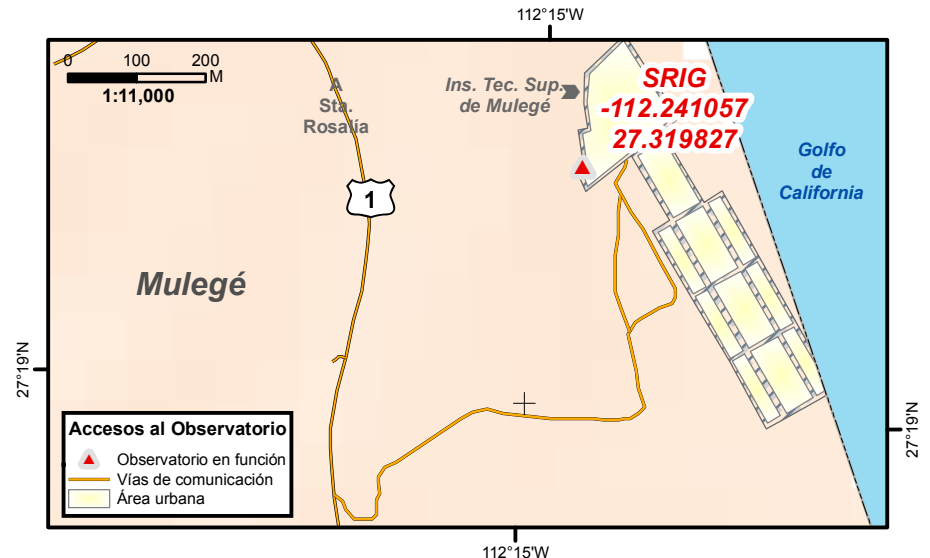 112°15'W
0 100 200
M
1:11,000
A
Sta.
Rosalía
Ins. Tec. Sup.
de Mulegé
SRIG
-112.241057
27.319827
Golfo
de
California
1
Mulegé
27°19'N
27°19'N
Accesos al Observatorio
Observatorio en función
Vías de comunicación
Área urbana
112°15'W